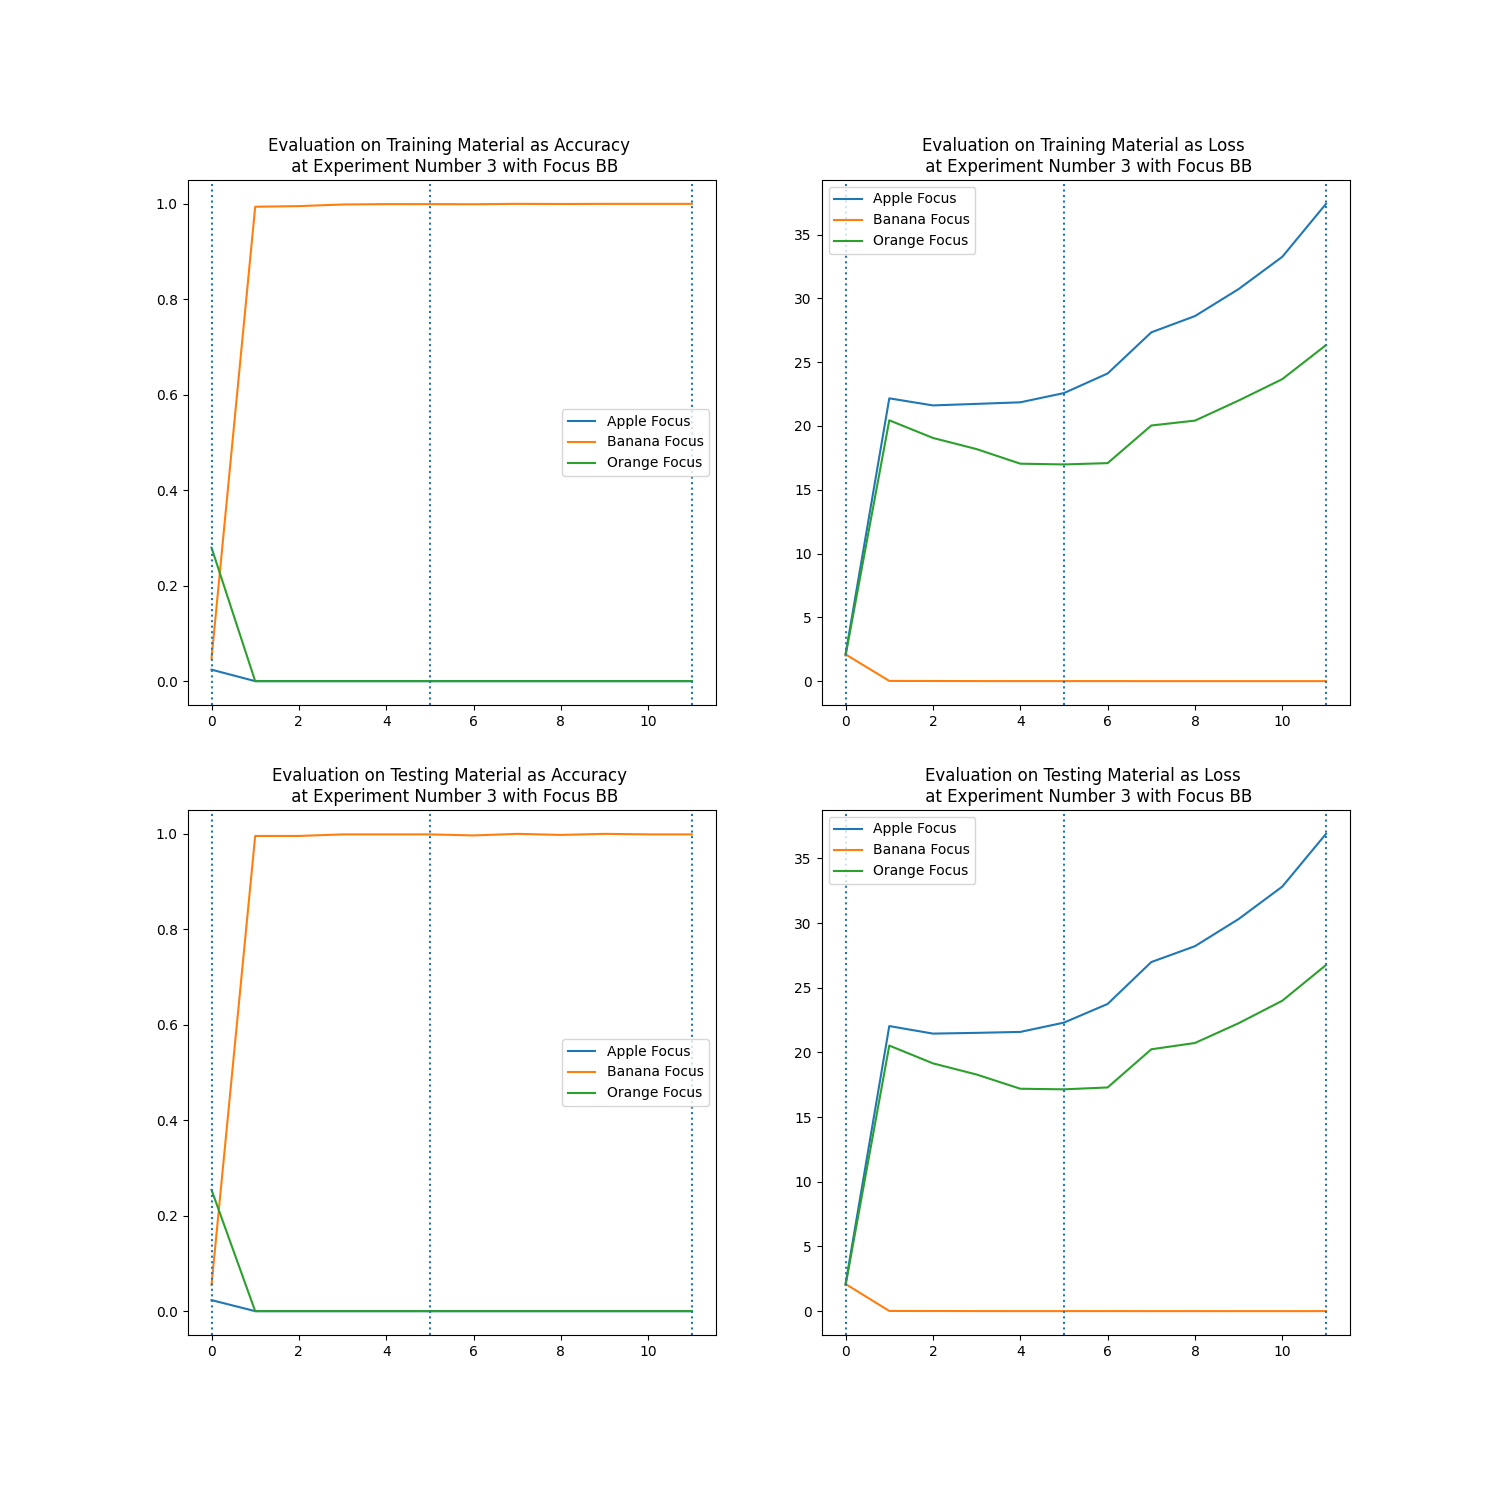 Evaluation on Training Material as Accuracy
at Experiment Number 3 with Focus BB
1.0
0.8
0.6
0.4
0.2
0.0
Apple Focus
Banana Focus
Orange Focus
0 2 4 6 8 10
Evaluation on Training Material as Loss
at Experiment Number 3 with Focus BB
Apple Focus
Banana Focus
Orange Focus
35
30
25
20
15
10
5
0
0 2 4 6 8 10
Evaluation on Testing Material as Accuracy
at Experiment Number 3 with Focus BB
1.0
0.8
0.6
0.4
0.2
0.0
Apple Focus
Banana Focus
Orange Focus
0 2 4 6 8 10
Evaluation on Testing Material as Loss
at Experiment Number 3 with Focus BB
Apple Focus
Banana Focus
Orange Focus
35
30
25
20
15
10
5
0
0 2 4 6 8 10